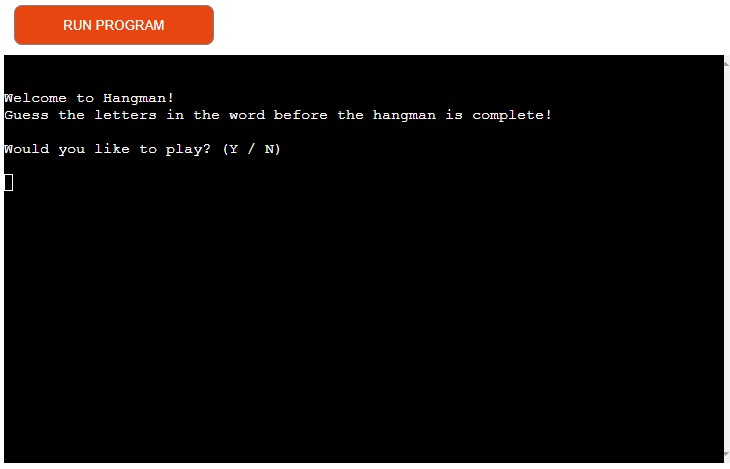 RUN PROGRAM
Welcome to Hangman!
Guess the letters in the word before the hangman is complete!
Would you like to play? (Y / N)